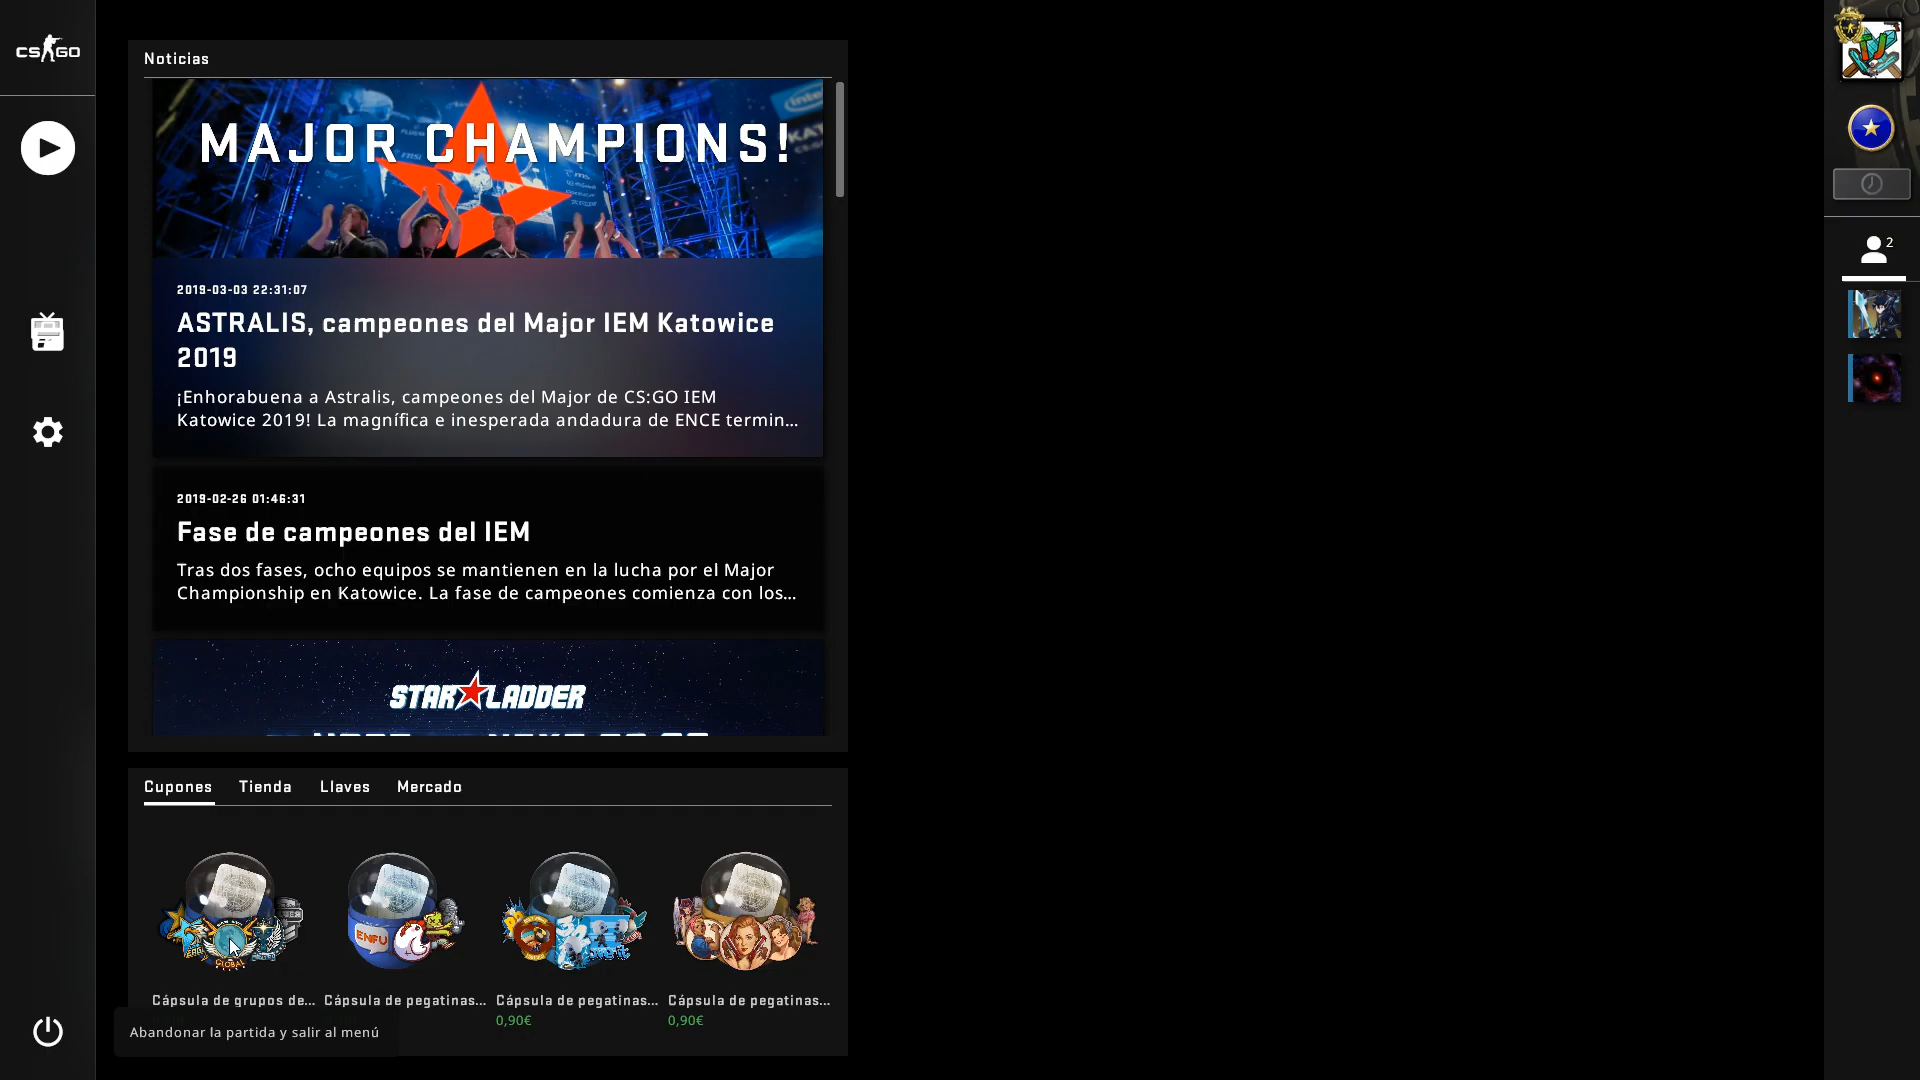 CS GO
Noticias
MAJOR CHAMPIONS!
2019-03-03 22:31:07
ASTRALIS, campeones del Major IEM Katowice
2019
¡Enhorabuena a Astralis, campeones del Major de CS:GO IEM
Katowice 2019! La magnífica e inesperada andadura de ENCE termin...
2019-02-26 01:46:31
Fase de campeones del IEM
Tras dos fases, ocho equipos se mantienen en la lucha por el Major
Championship en Katowice. La fase de campeones comienza con los...
STAR LADDER
Cupones Tienda Llaves Mercado
ENFU
GLOBAL
Cápsula de grupos de... Cápsula de pegatinas... Cápsula de pegatinas... Cápsula de pegatinas...
0,90€ 0,90€
Abandonar la partida y salir al menú
2